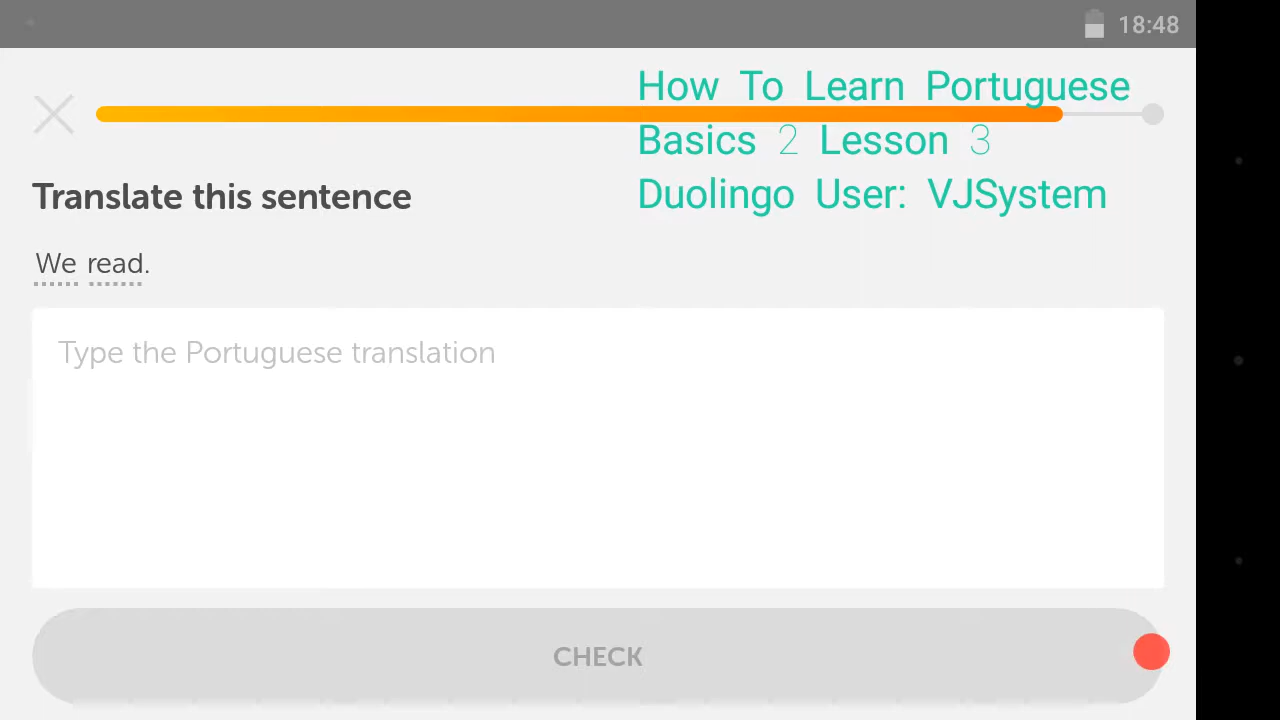 18:48
How To Learn Portuguese
Basics 2 Lesson 3
Duolingo User: VJSystem
Translate this sentence
We read.
Type the Portuguese translation
CHECK